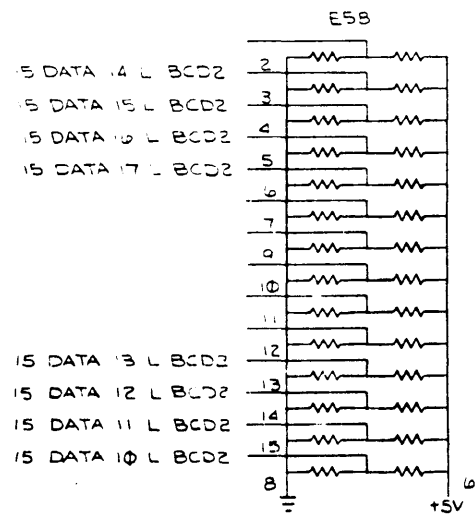 E58
2
15 DATA 14 L BCD2
3
15 DATA 15 L BCD2
4
15 DATA 16 L BCD2
5
15 DATA 17 L BCD2
6
7
9
10
11
12
15 DATA 13 L BCD2
13
15 DATA 12 L BCD2
14
15 DATA 11 L BCD2
15
15 DATA 1Φ L BCD2
8
+5V